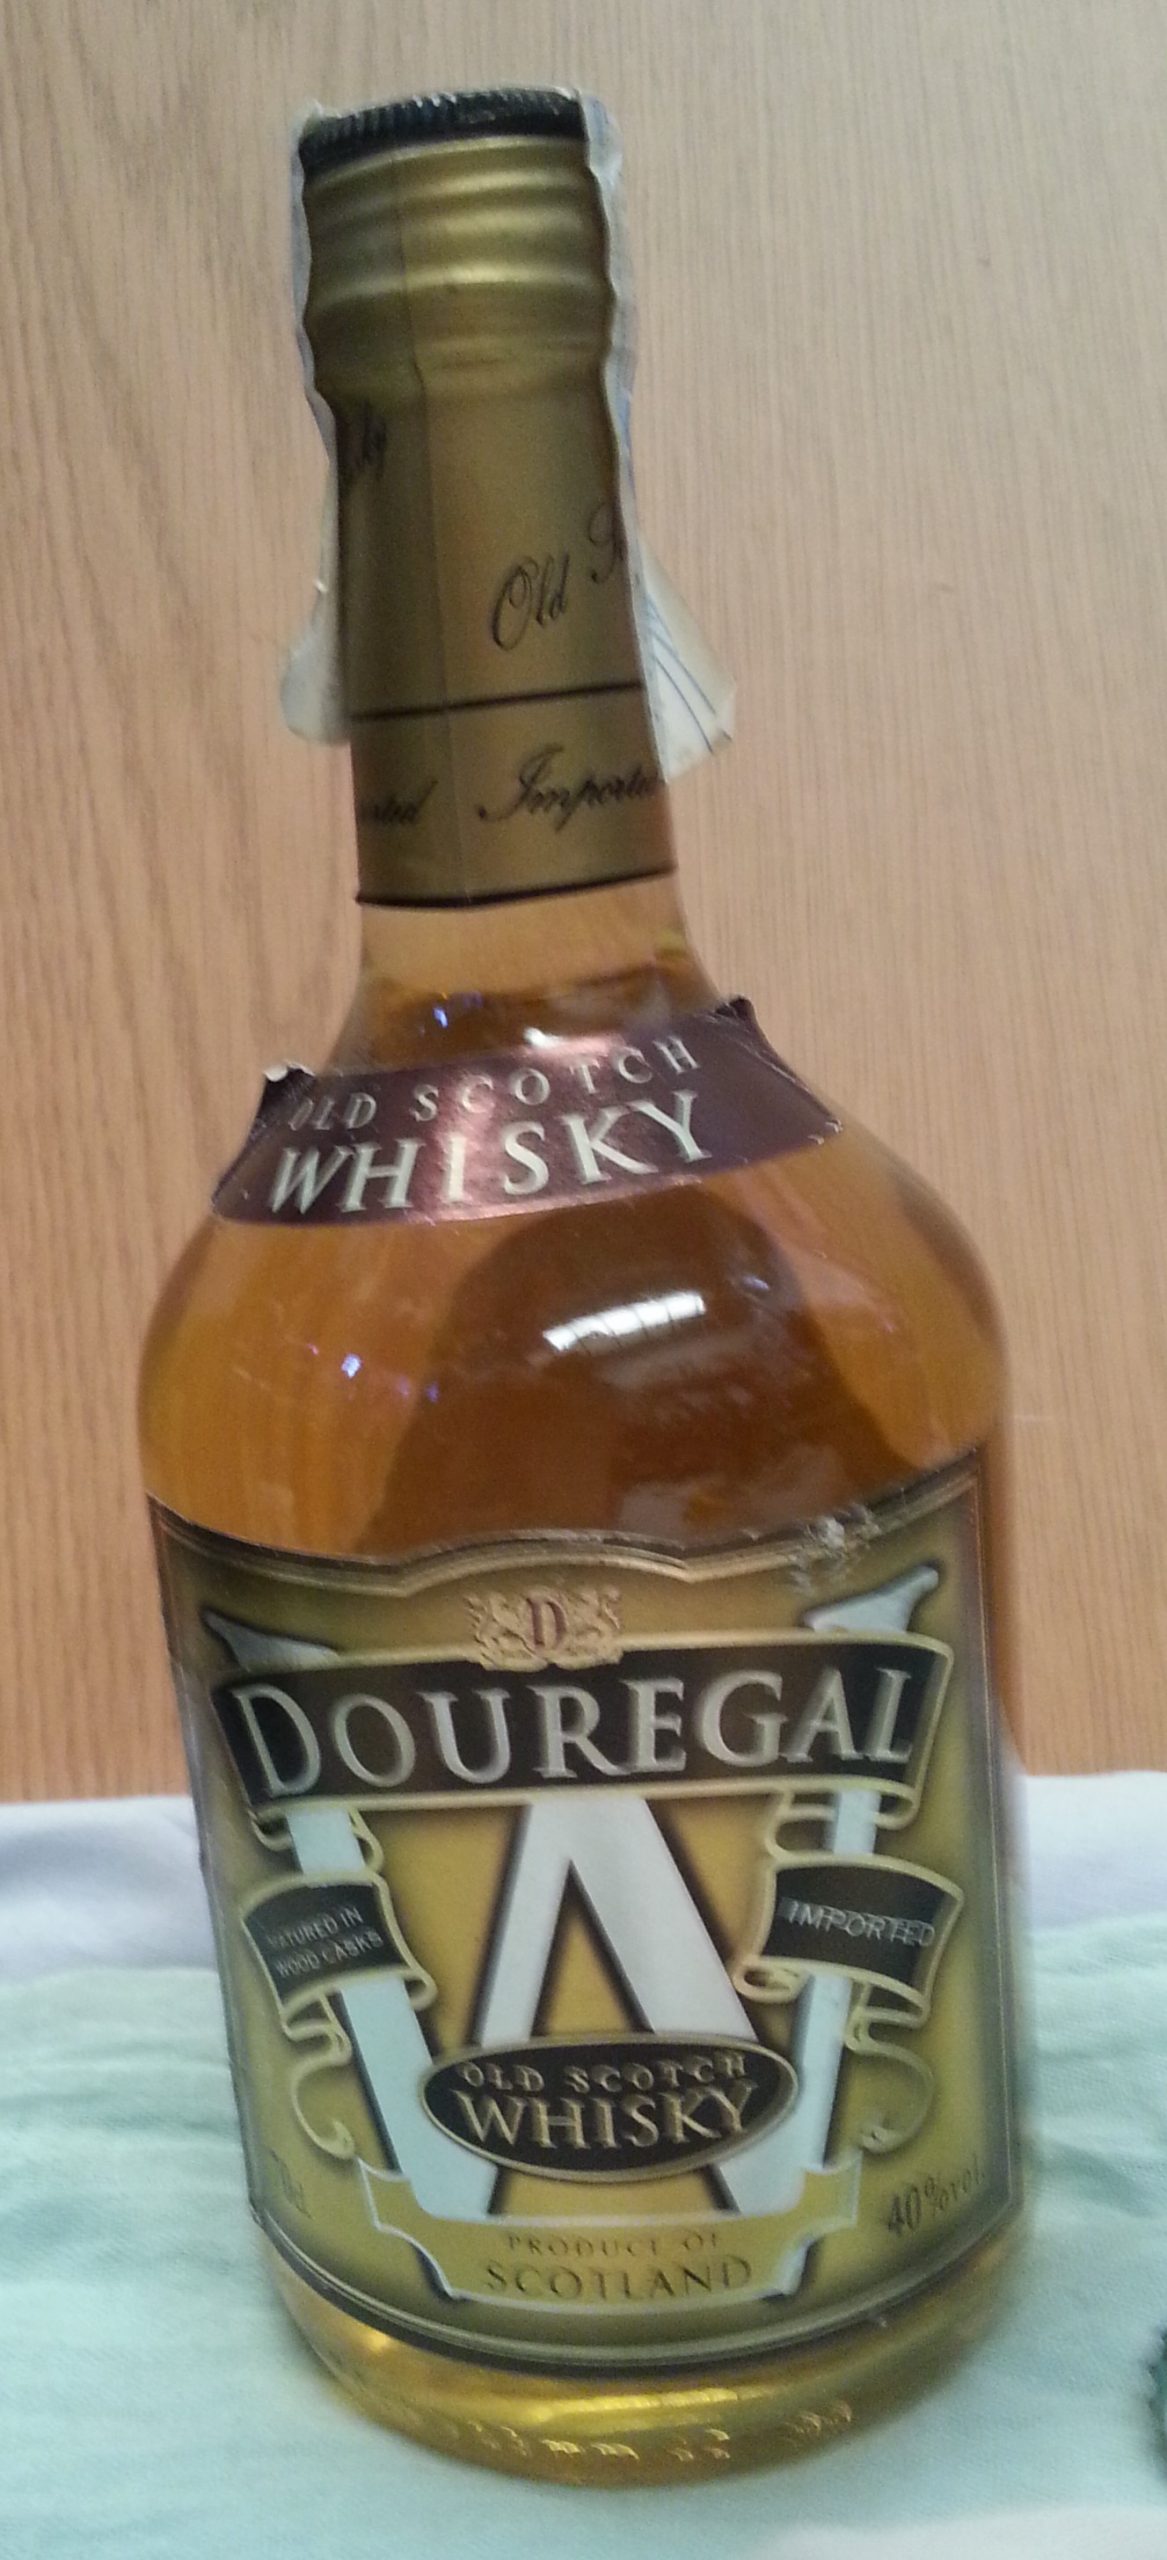 Old
Imported
OLD SCOTCH
WHISKY
D
DOUREGAL
MATURED IN
WOOD CASKS
IMPORTED
OLD SCOTCH
WHISKY
70cl
40%vol.
PRODUCT OF
SCOTLAND